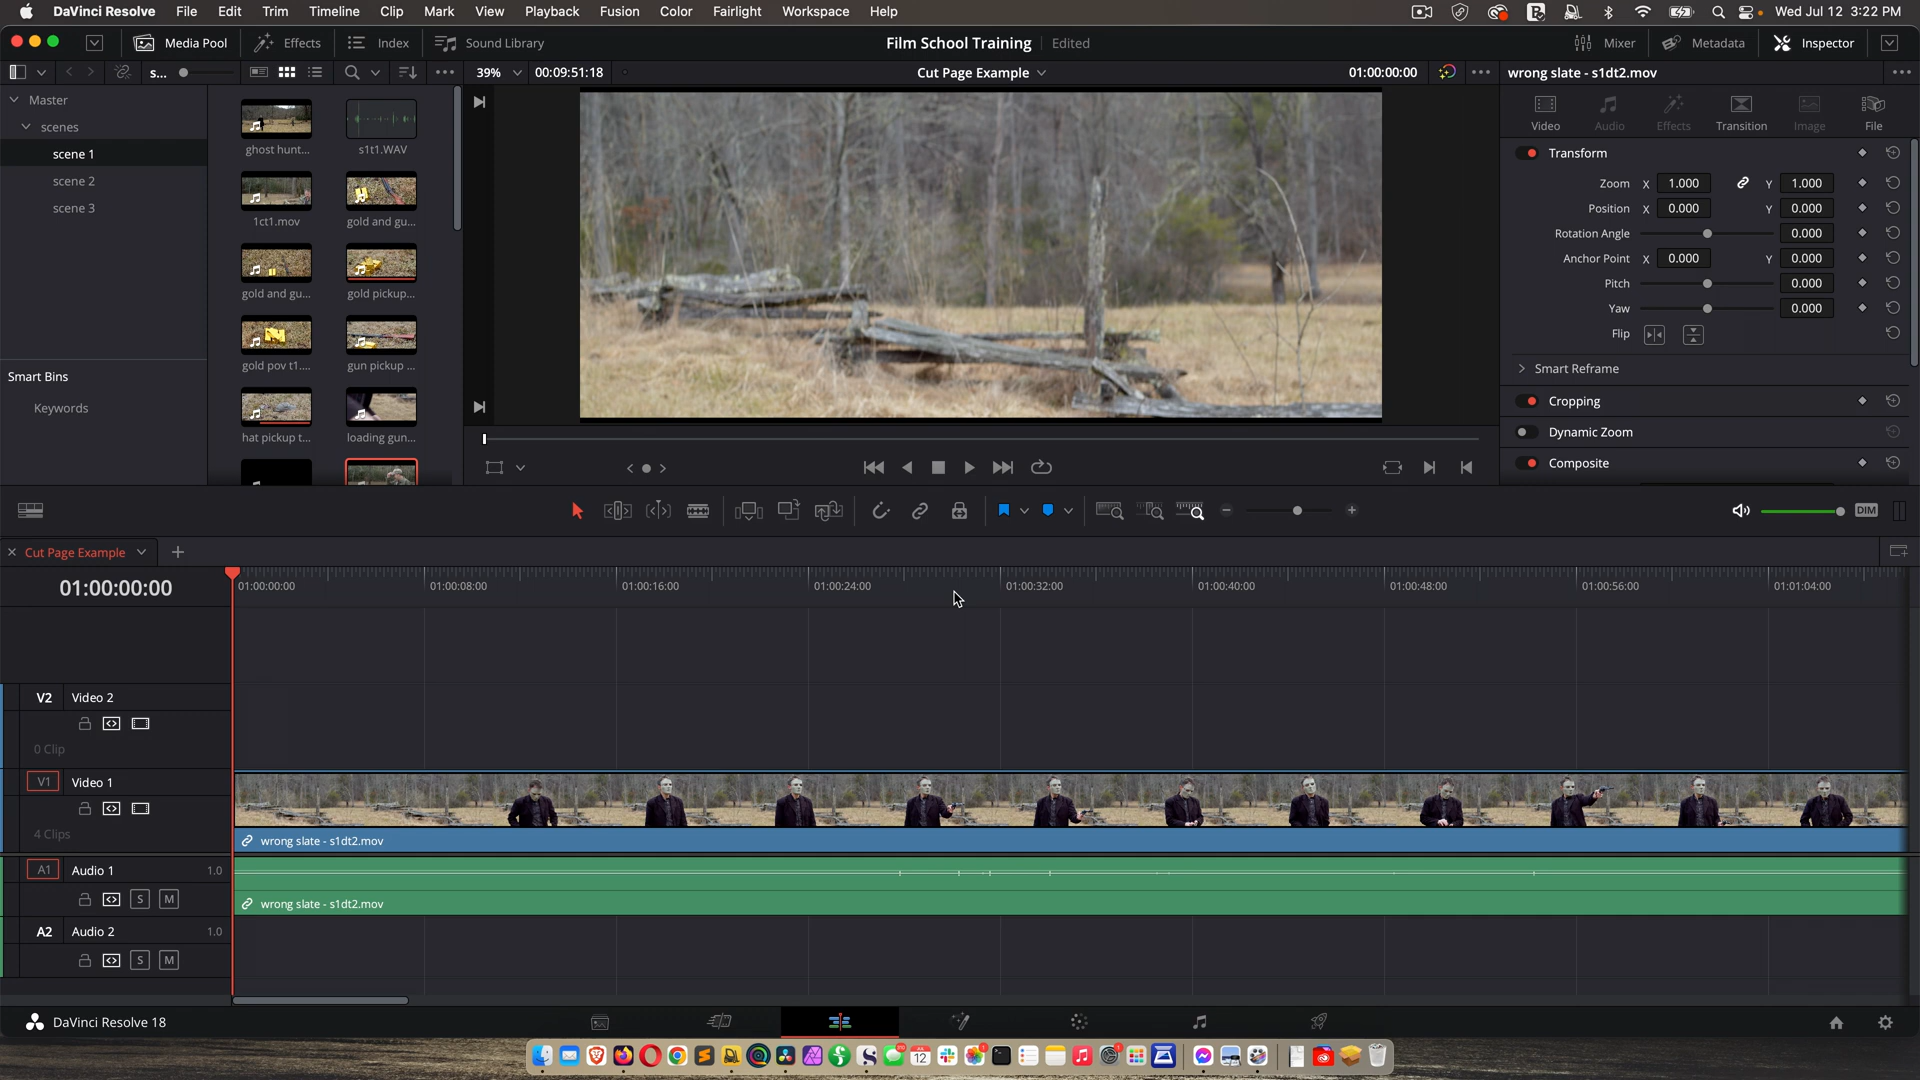 DaVinci Resolve File Edit Trim Timeline Clip Mark View Playback Fusion Color Fairlight Workspace Help Wed Jul 12 3:22 PM
Media Pool Effects Index Sound Library Film School Training Edited Mixer Metadata Inspector
s... 39% 00:09:51:18 Cut Page Example 01:00:00:00 wrong slate - s1dt2.mov
Master
scenes
scene 1
scene 2
scene 3
Smart Bins
Keywords
ghost hunt... s1t1.WAV
1ct1.mov gold and gu...
gold and gu... gold pickup...
gold pov t1.... gun pickup ...
hat pickup t... loading gun...
Video Audio Effects Transition Image File
Transform
Zoom X 1.000 Y 1.000
Position X 0.000 Y 0.000
Rotation Angle 0.000
Anchor Point X 0.000 Y 0.000
Pitch 0.000
Yaw 0.000
Flip
Smart Reframe
Cropping
Dynamic Zoom
Composite
DIM
Cut Page Example
01:00:00:00 01:00:00:00 01:00:08:00 01:00:16:00 01:00:24:00 01:00:32:00 01:00:40:00 01:00:48:00 01:00:56:00 01:01:04:00
V2 Video 2
0 Clip
V1 Video 1
4 Clips
wrong slate - s1dt2.mov
A1 Audio 1 1.0
S M
wrong slate - s1dt2.mov
A2 Audio 2 1.0
S M
DaVinci Resolve 18